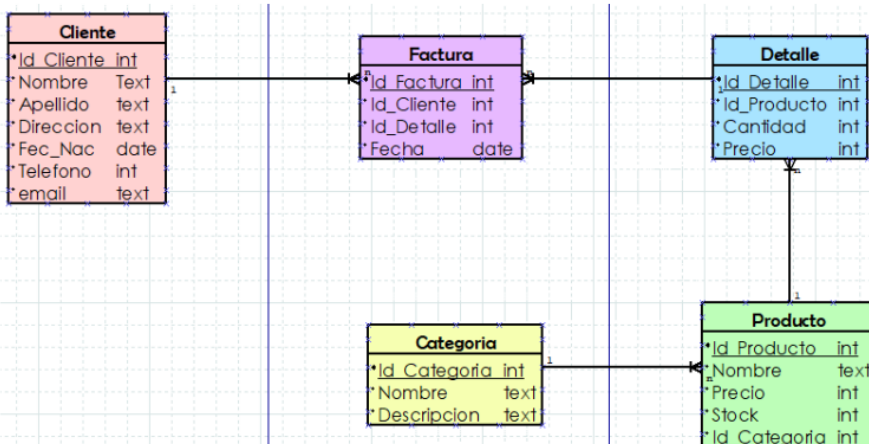 Cliente
Id_Cliente int
Nombre Text
Apellido text
Direccion text
Fec_Nac date
Telefono int
email text
1
n
Factura
Id_Factura int
Id_Cliente int
Id_Detalle int
Fecha date
n
1
Detalle
Id_Detalle int
Id_Producto int
Cantidad int
Precio int
n
1
Categoria
Id_Categoria int
Nombre text
Descripcion text
1
n
Producto
Id_Producto int
Nombre text
Precio int
Stock int
Id_Categoria int